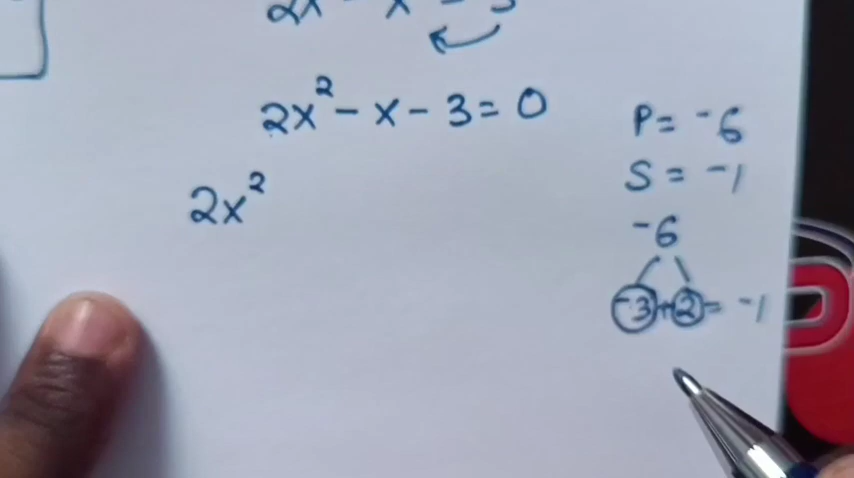 2x² - x - 3 = 0
2x²
P = -6
S = -1
-6
-3 + 2 = -1